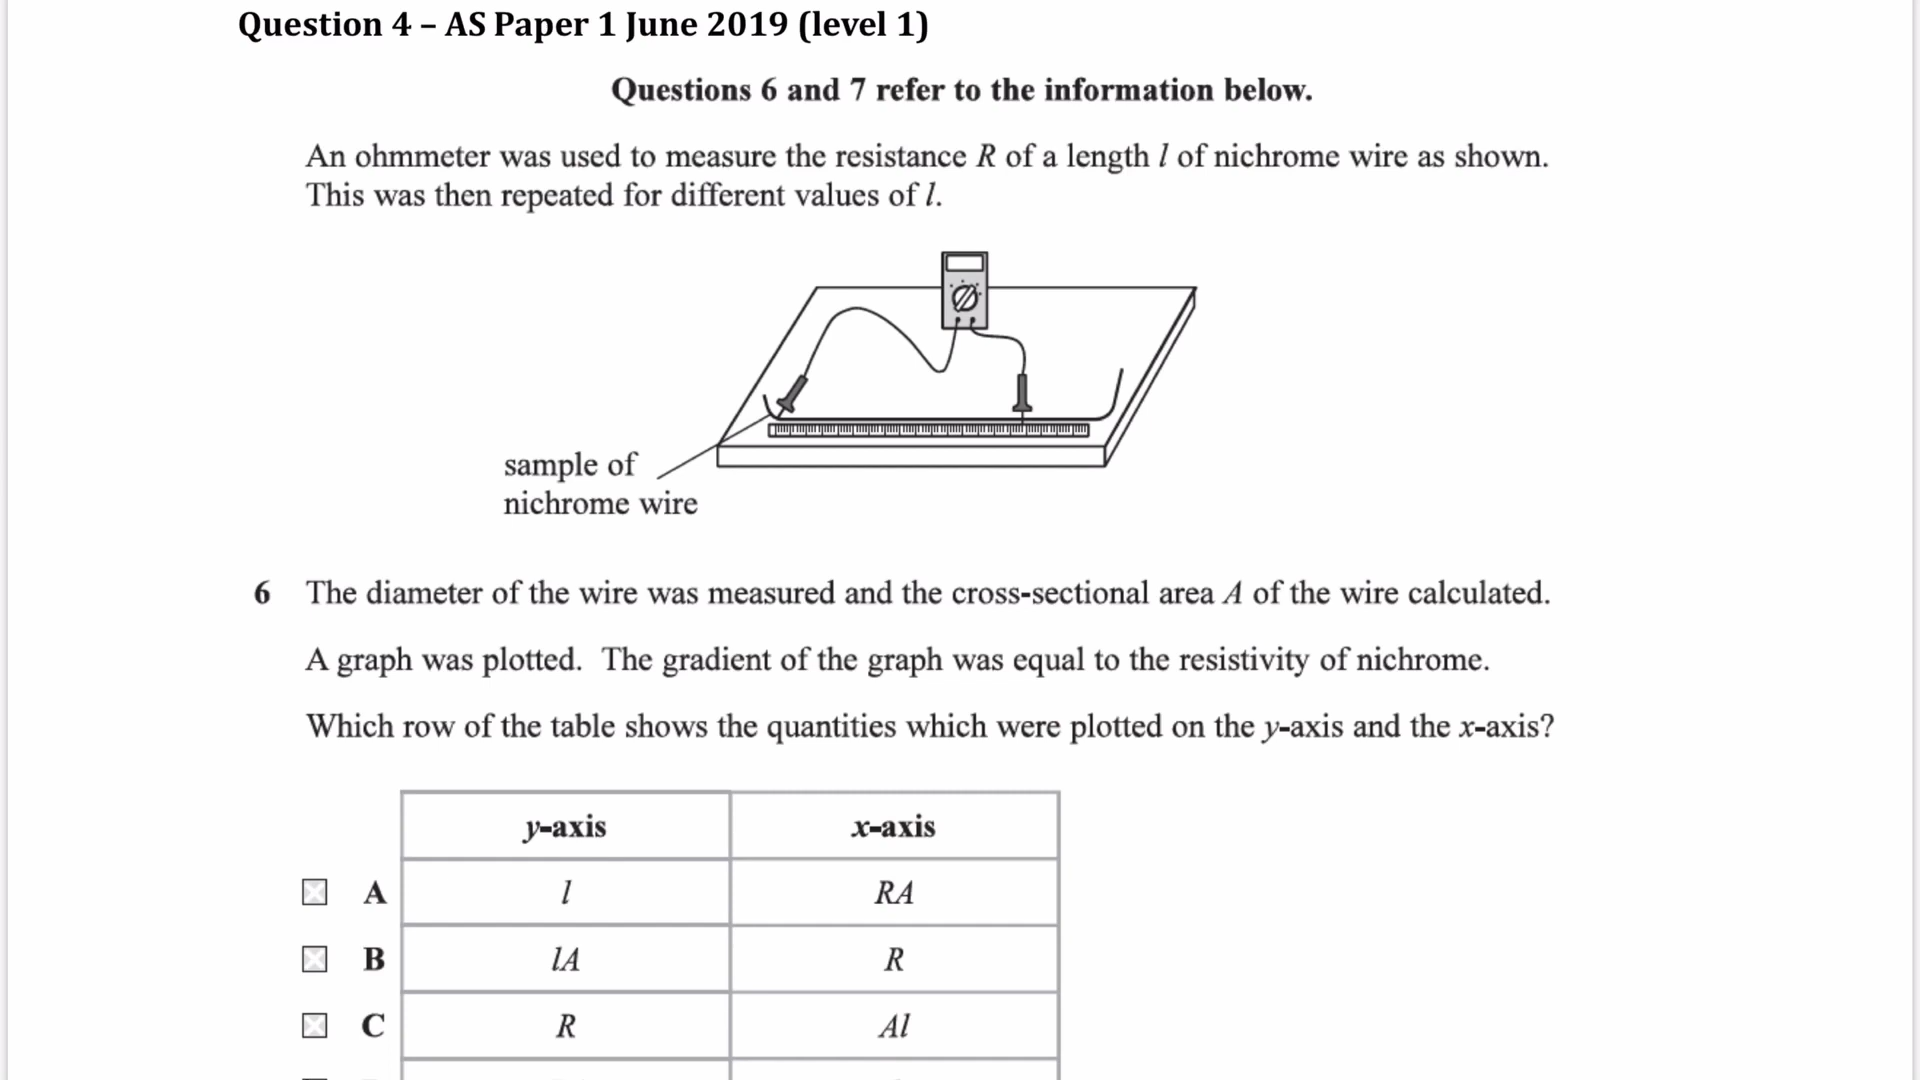 Question 4 – AS Paper 1 June 2019 (level 1)
Questions 6 and 7 refer to the information below.
An ohmmeter was used to measure the resistance R of a length l of nichrome wire as shown.
This was then repeated for different values of l.
sample of
nichrome wire
6 The diameter of the wire was measured and the cross-sectional area A of the wire calculated.
A graph was plotted. The gradient of the graph was equal to the resistivity of nichrome.
Which row of the table shows the quantities which were plotted on the y-axis and the x-axis?
y-axis x-axis
A l RA
B lA R
C R Al